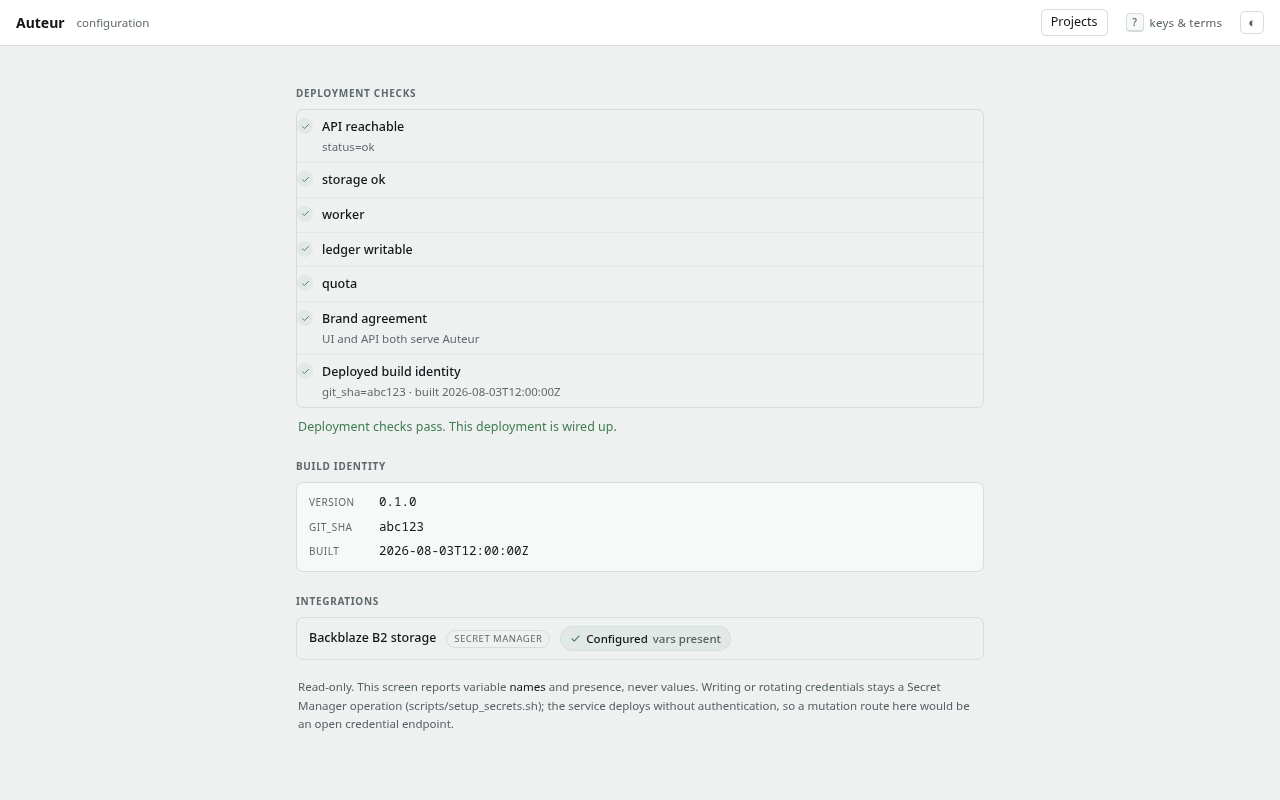 Auteur configuration Projects ? keys & terms
DEPLOYMENT CHECKS
API reachable
status=ok
storage ok
worker
ledger writable
quota
Brand agreement
UI and API both serve Auteur
Deployed build identity
git_sha=abc123 · built 2026-08-03T12:00:00Z
Deployment checks pass. This deployment is wired up.
BUILD IDENTITY
VERSION 0.1.0
GIT_SHA abc123
BUILT 2026-08-03T12:00:00Z
INTEGRATIONS
Backblaze B2 storage SECRET MANAGER Configured vars present
Read-only. This screen reports variable names and presence, never values. Writing or rotating credentials stays a Secret
Manager operation (scripts/setup_secrets.sh); the service deploys without authentication, so a mutation route here would be
an open credential endpoint.